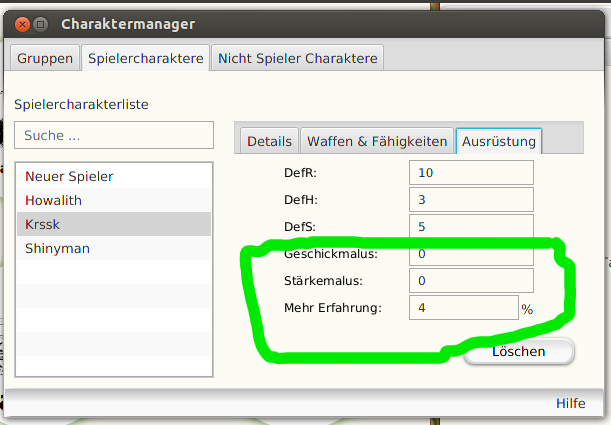 Charaktermanager
Gruppen Spielercharaktere Nicht Spieler Charaktere
Spielercharakterliste
Suche ...
Neuer Spieler
Howalith
Krssk
Shinyman
Details Waffen & Fähigkeiten Ausrüstung
DefR: 10
DefH: 3
DefS: 5
Geschickmalus: 0
Stärkemalus: 0
Mehr Erfahrung: 4 %
Löschen
Hilfe